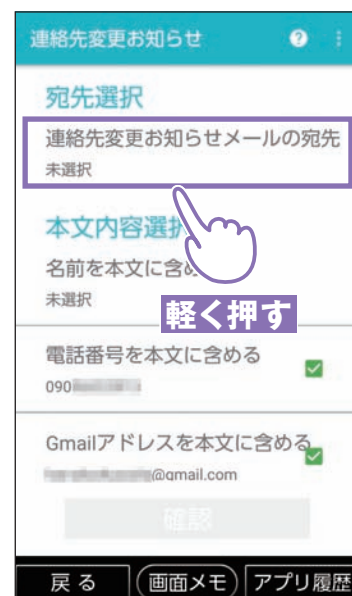 連絡先変更お知らせ ?
宛先選択
連絡先変更お知らせメールの宛先
未選択
本文内容選択
名前を本文に含め
未選択
軽く押す
電話番号を本文に含める
090
Gmailアドレスを本文に含める
@gmail.com
確認
戻る 画面メモ アプリ履歴